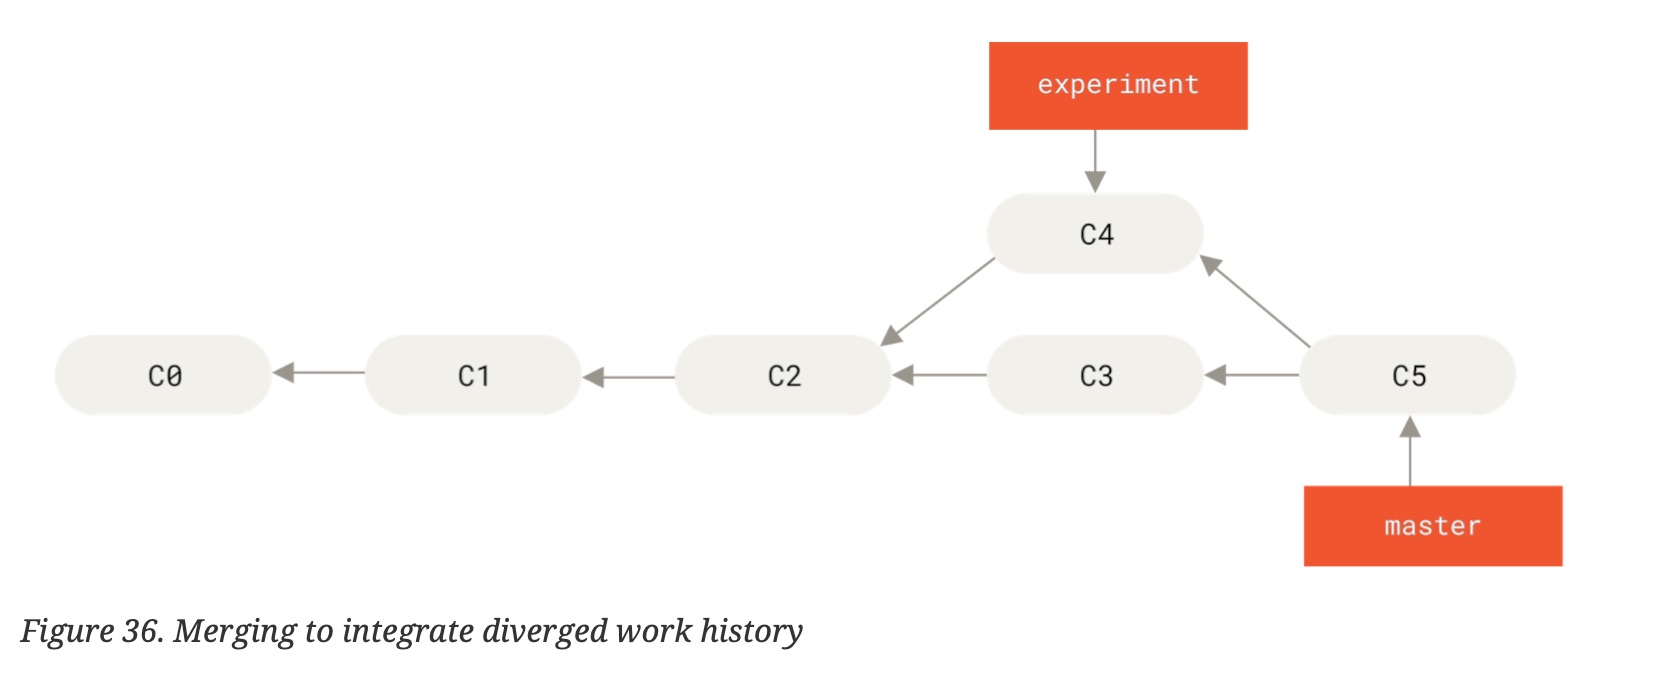 experiment
C4
C0
C1
C2
C3
C5
master
Figure 36. Merging to integrate diverged work history